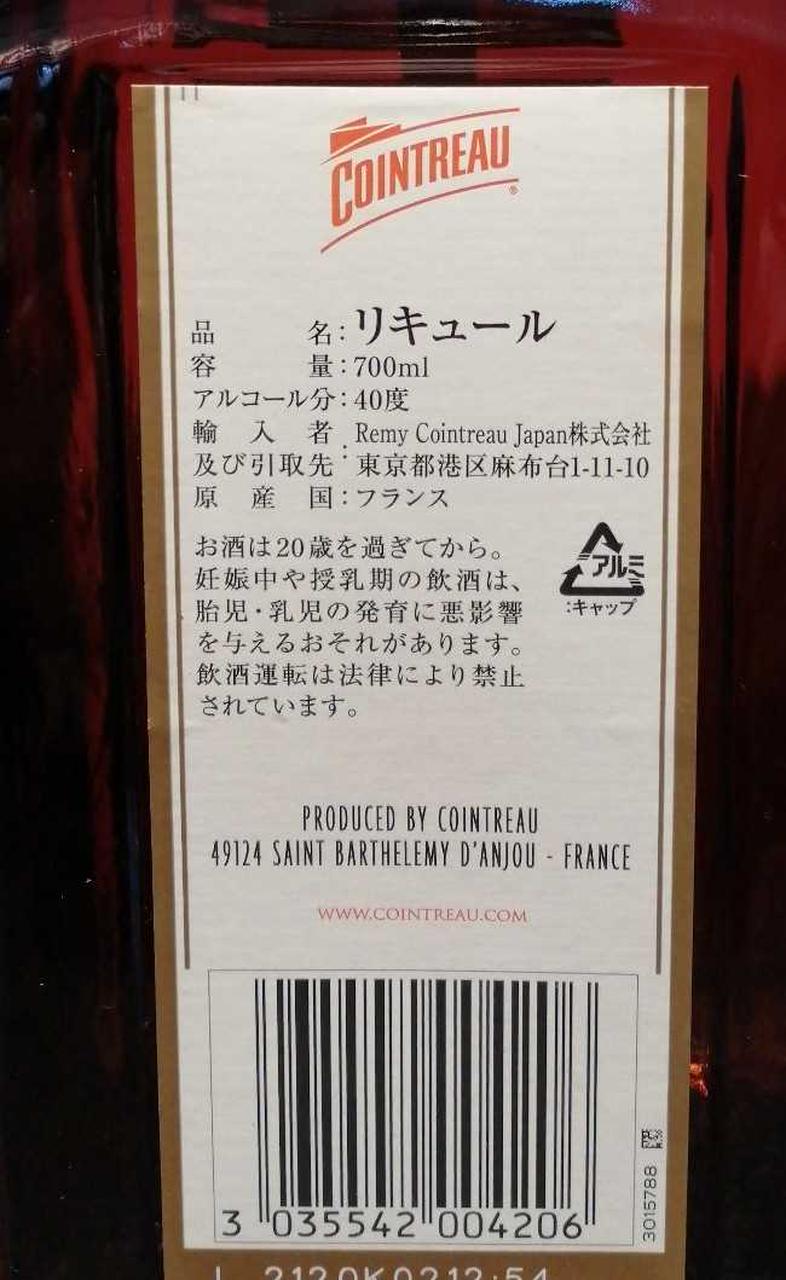 COINTREAU®
品名:リキュール
容量:700ml
アルコール分:40度
輸入者 Remy Cointreau Japan株式会社
及び引取先:東京都港区麻布台1-11-10
原産国:フランス
お酒は20歳を過ぎてから。
妊娠中や授乳期の飲酒は、
胎児・乳児の発育に悪影響
を与えるおそれがあります。
飲酒運転は法律により禁止
されています。
アルミ
:キャップ
PRODUCED BY COINTREAU
49124 SAINT BARTHELEMY D'ANJOU - FRANCE
WWW.COINTREAU.COM
3 035542 004206
3015788